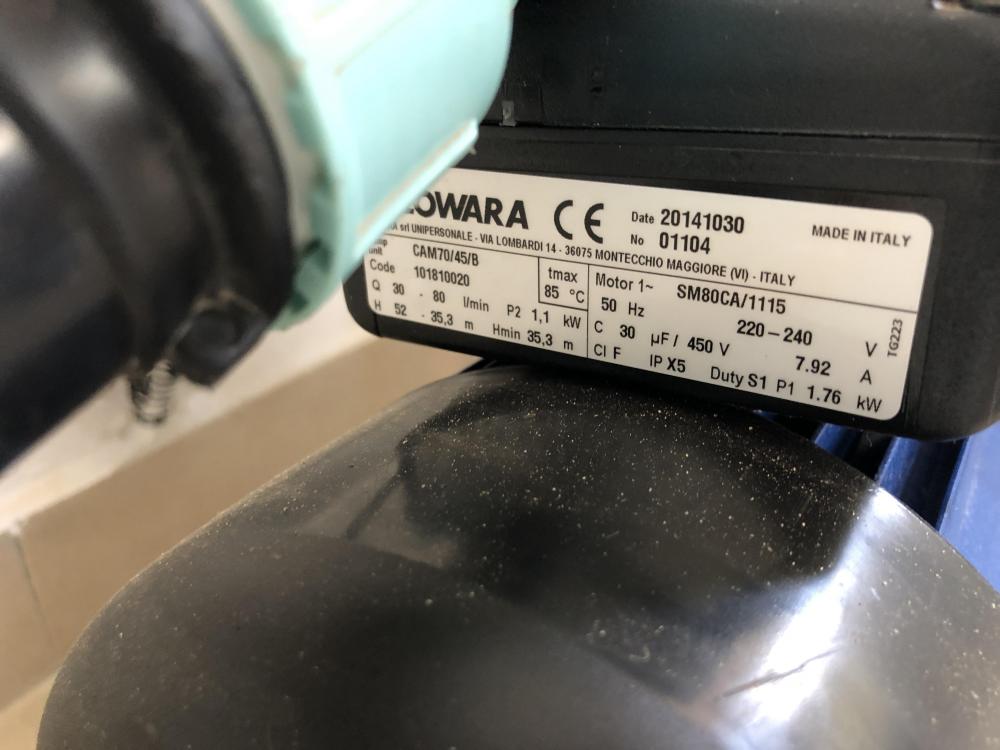 LOWARA CE Date 20141030 MADE IN ITALY
No 01104
srl UNIPERSONALE - VIA LOMBARDI 14 - 36075 MONTECCHIO MAGGIORE (VI) - ITALY
CAM70/45/B tmax Motor 1~ SM80CA/1115
Code 101810020 85 °C 50 Hz 220-240 V
Q 30 - 80 l/min P2 1,1 kW C 30 µF / 450 V 7.92 A
H 52 - 35,3 m Hmin 35,3 m Cl F IP X5 Duty S1 P1 1.76 kW
TG223